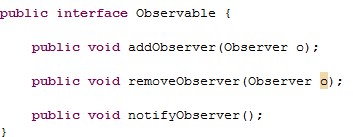 public interface Observable {
public void addObserver(Observer o);
public void removeObserver(Observer o);
public void notifyObserver();
}